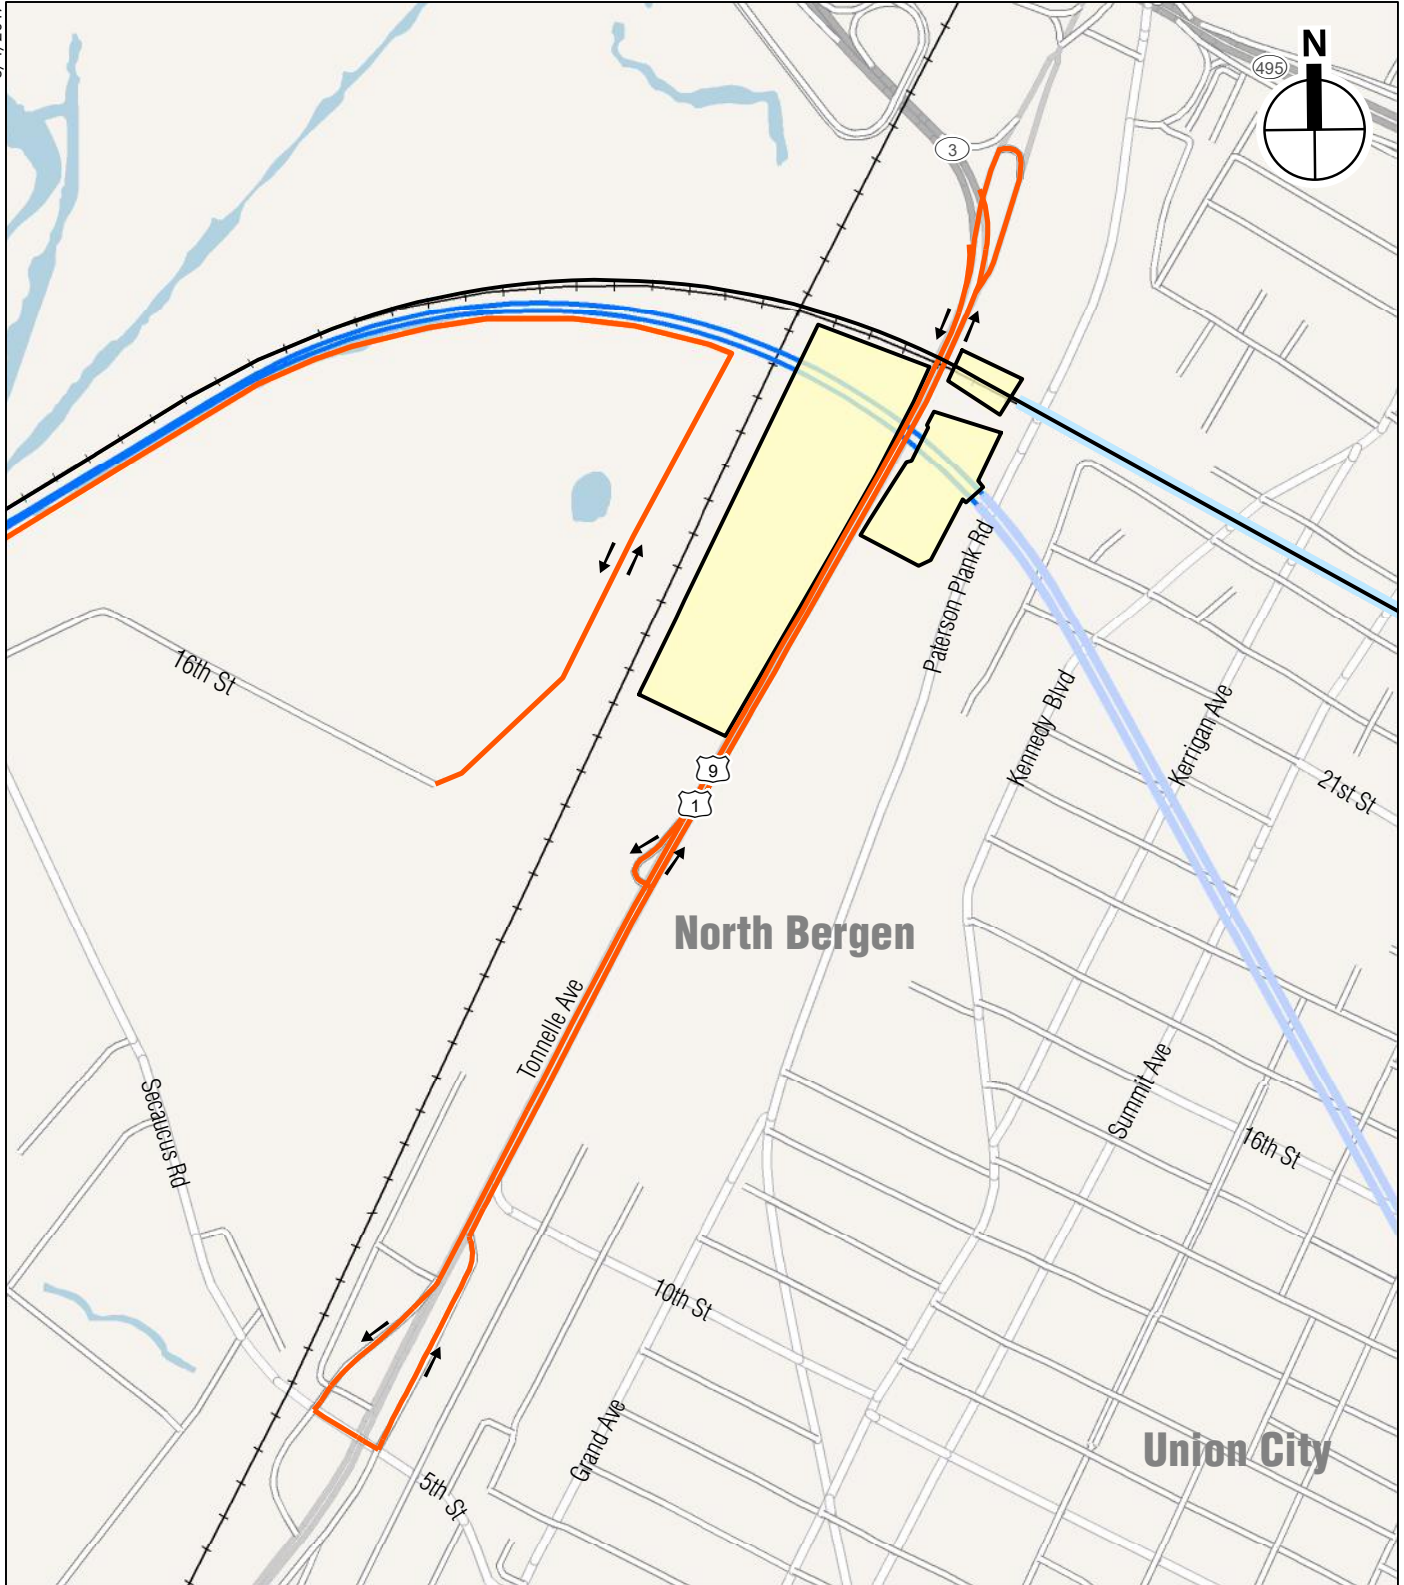 N
495
3
Paterson Plank Rd
16th St
Kennedy Blvd
Kerrigan Ave
9
21st St
1
North Bergen
Tonnelle Ave
Summit Ave
Secaucus Rd
16th St
10th St
Grand Ave
Union City
5th St